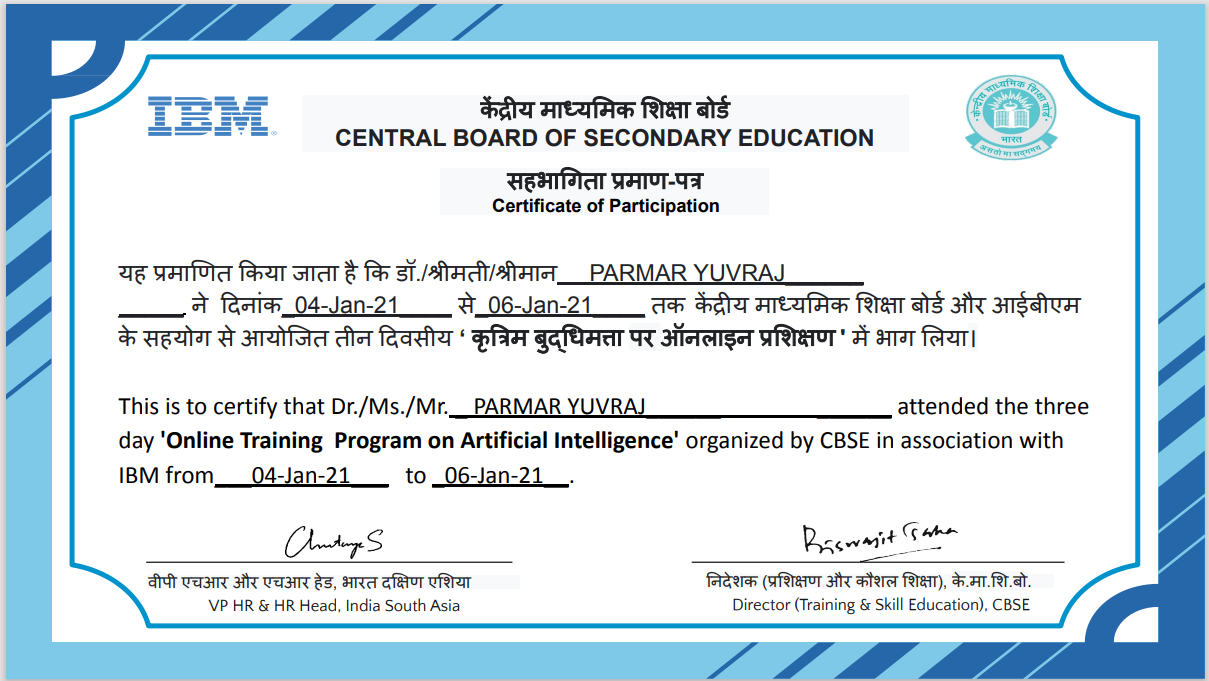 IBM
केंद्रीय माध्यमिक शिक्षा बोर्ड
CENTRAL BOARD OF SECONDARY EDUCATION
केन्द्रीय माध्यमिक शिक्षा बोर्ड
भारत
असतो मा सद्गमय
सहभागिता प्रमाण-पत्र
Certificate of Participation
यह प्रमाणित किया जाता है कि डॉ./श्रीमती/श्रीमान PARMAR YUVRAJ
ने दिनांक 04-Jan-21 से 06-Jan-21 तक केंद्रीय माध्यमिक शिक्षा बोर्ड और आईबीएम
के सहयोग से आयोजित तीन दिवसीय ‘ कृत्रिम बुद्धिमत्ता पर ऑनलाइन प्रशिक्षण ' में भाग लिया।
This is to certify that Dr./Ms./Mr. PARMAR YUVRAJ attended the three
day 'Online Training Program on Artificial Intelligence' organized by CBSE in association with
IBM from 04-Jan-21 to 06-Jan-21.
Biswajit Saha
वीपी एचआर और एचआर हेड, भारत दक्षिण एशिया
VP HR & HR Head, India South Asia
निदेशक (प्रशिक्षण और कौशल शिक्षा), के.मा.शि.बो.
Director (Training & Skill Education), CBSE